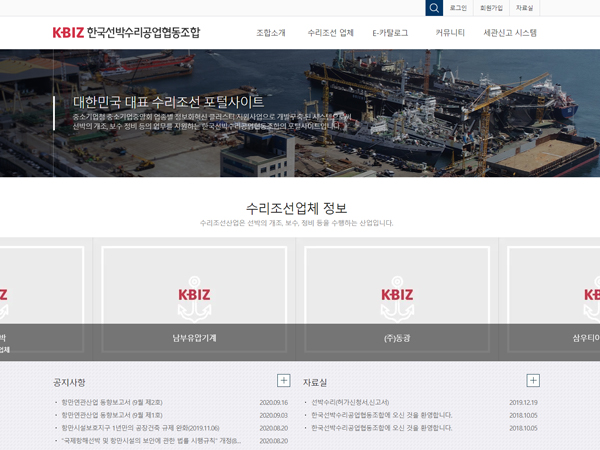 로그인 회원가입 자료실
K-BIZ 한국선박수리공업협동조합
조합소개 수리조선 업체 E-카탈로그 커뮤니티 세관신고 시스템
대한민국 대표 수리조선 포털사이트
중소기업청 중소기업중앙회 업종별 정보화혁신 클러스터 지원사업으로 개발구축된 시스템으로써
선박의 개조, 보수 정비 등의 업무를 지원하는 한국선박수리공업협동조합의 포털사이트입니다.
수리조선업체 정보
수리조선산업은 선박의 개조, 보수, 정비 등을 수행하는 산업입니다.
BIZ K-BIZ K-BIZ K-B
박 남부유압기계 (주)동광 삼우티이
업체
공지사항 +
항만연관산업 동향보고서 (9월 제2호) 2020.09.16
항만연관산업 동향보고서 (9월 제1호) 2020.09.03
항만시설보호지구 1년만의 공장건축 규제 완화(2019.11.06) 2020.08.20
"국제항해선박 및 항만시설의 보안에 관한 법률 시행규칙" 개정(8... 2020.08.20
자료실 +
선박수리(허가신청서,신고서) 2019.12.19
한국선박수리공업협동조합에 오신 것을 환영합니다. 2018.10.05
한국선박수리공업협동조합에 오신 것을 환영합니다. 2018.10.05